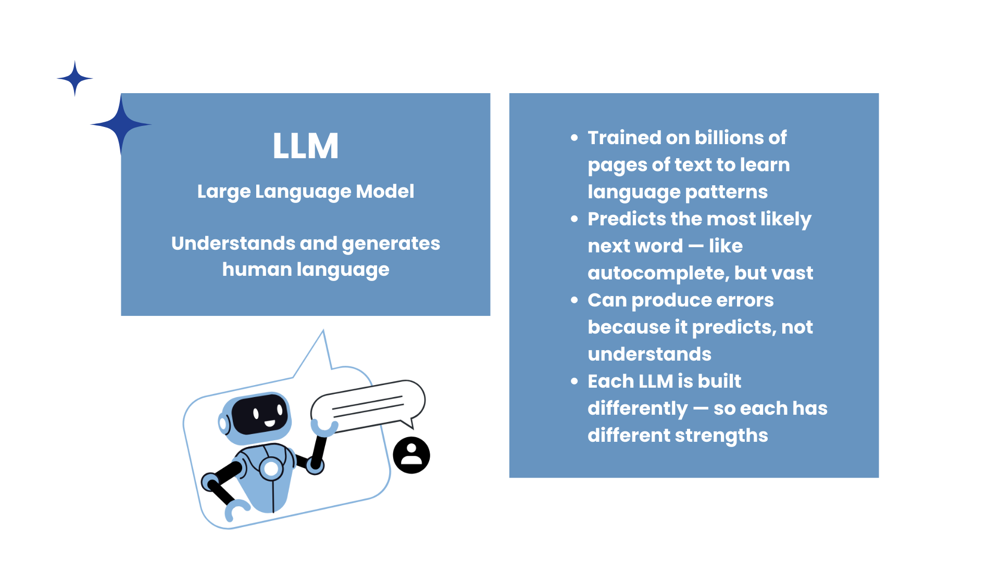 LLM
Large Language Model
Understands and generates
human language
• Trained on billions of
pages of text to learn
language patterns
• Predicts the most likely
next word — like
autocomplete, but vast
• Can produce errors
because it predicts, not
understands
• Each LLM is built
differently — so each has
different strengths